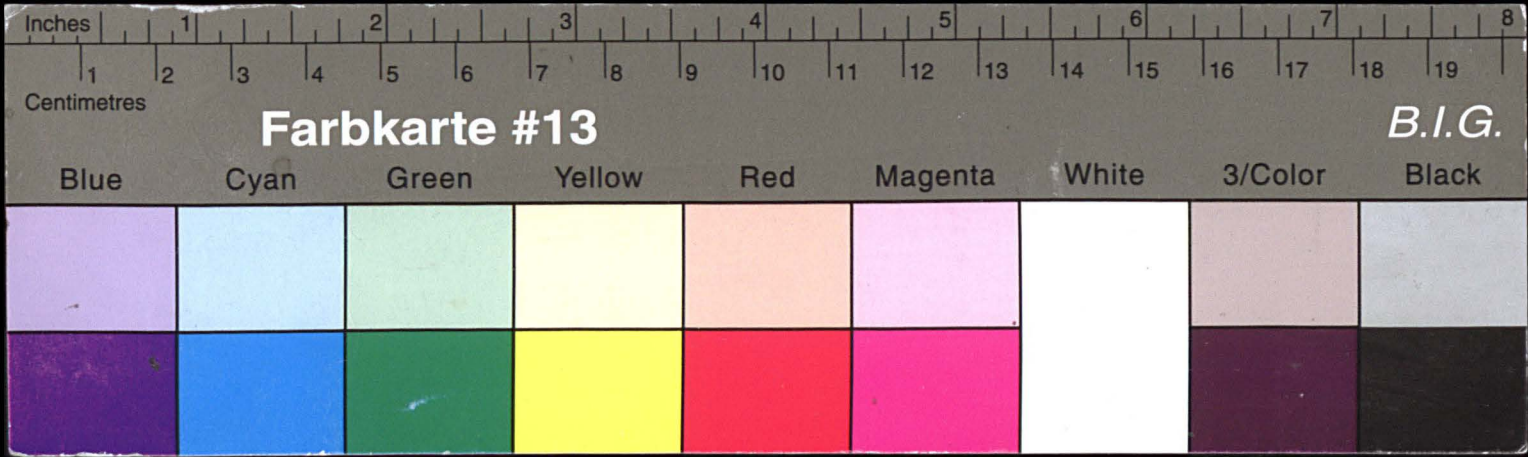 Inches 1 2 3 4 5 6 7 8
1 2 3 4 5 6 7 8 9 10 11 12 13 14 15 16 17 18 19
Centimetres
Farbkarte #13 B.I.G.
Blue Cyan Green Yellow Red Magenta White 3/Color Black